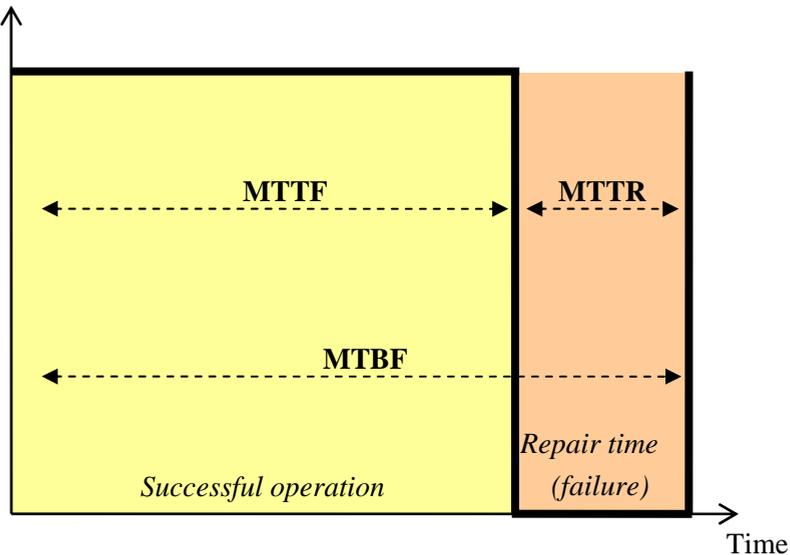 MTTF
MTTR
MTBF
Repair time
(failure)
Successful operation
Time